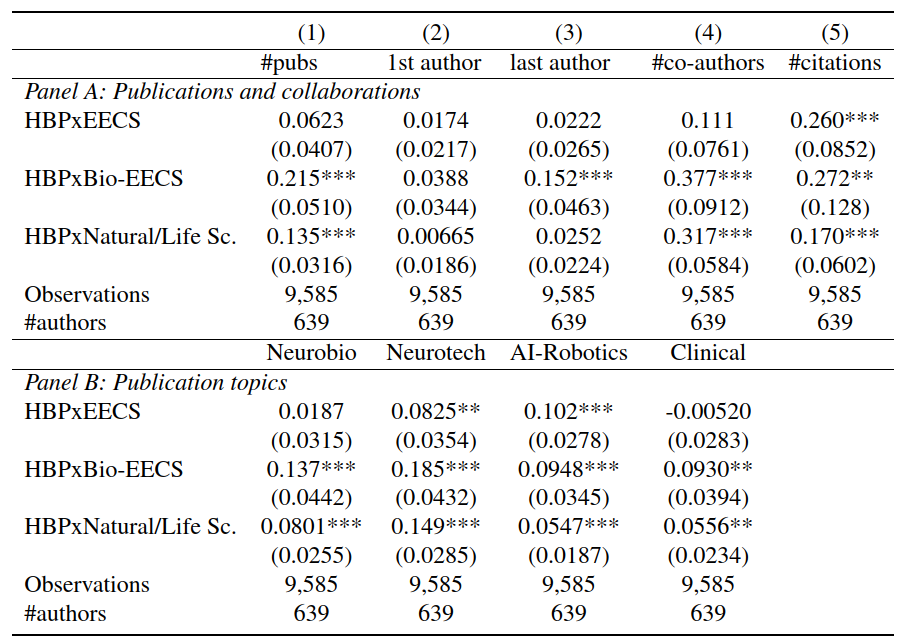 (1) (2) (3) (4) (5)
#pubs 1st author last author #co-authors #citations
Panel A: Publications and collaborations
HBPxEECS 0.0623 0.0174 0.0222 0.111 0.260***
(0.0407) (0.0217) (0.0265) (0.0761) (0.0852)
HBPxBio-EECS 0.215*** 0.0388 0.152*** 0.377*** 0.272**
(0.0510) (0.0344) (0.0463) (0.0912) (0.128)
HBPxNatural/Life Sc. 0.135*** 0.00665 0.0252 0.317*** 0.170***
(0.0316) (0.0186) (0.0224) (0.0584) (0.0602)
Observations 9,585 9,585 9,585 9,585 9,585
#authors 639 639 639 639 639
Neurobio Neurotech AI-Robotics Clinical
Panel B: Publication topics
HBPxEECS 0.0187 0.0825** 0.102*** -0.00520
(0.0315) (0.0354) (0.0278) (0.0283)
HBPxBio-EECS 0.137*** 0.185*** 0.0948*** 0.0930**
(0.0442) (0.0432) (0.0345) (0.0394)
HBPxNatural/Life Sc. 0.0801*** 0.149*** 0.0547*** 0.0556**
(0.0255) (0.0285) (0.0187) (0.0234)
Observations 9,585 9,585 9,585 9,585
#authors 639 639 639 639